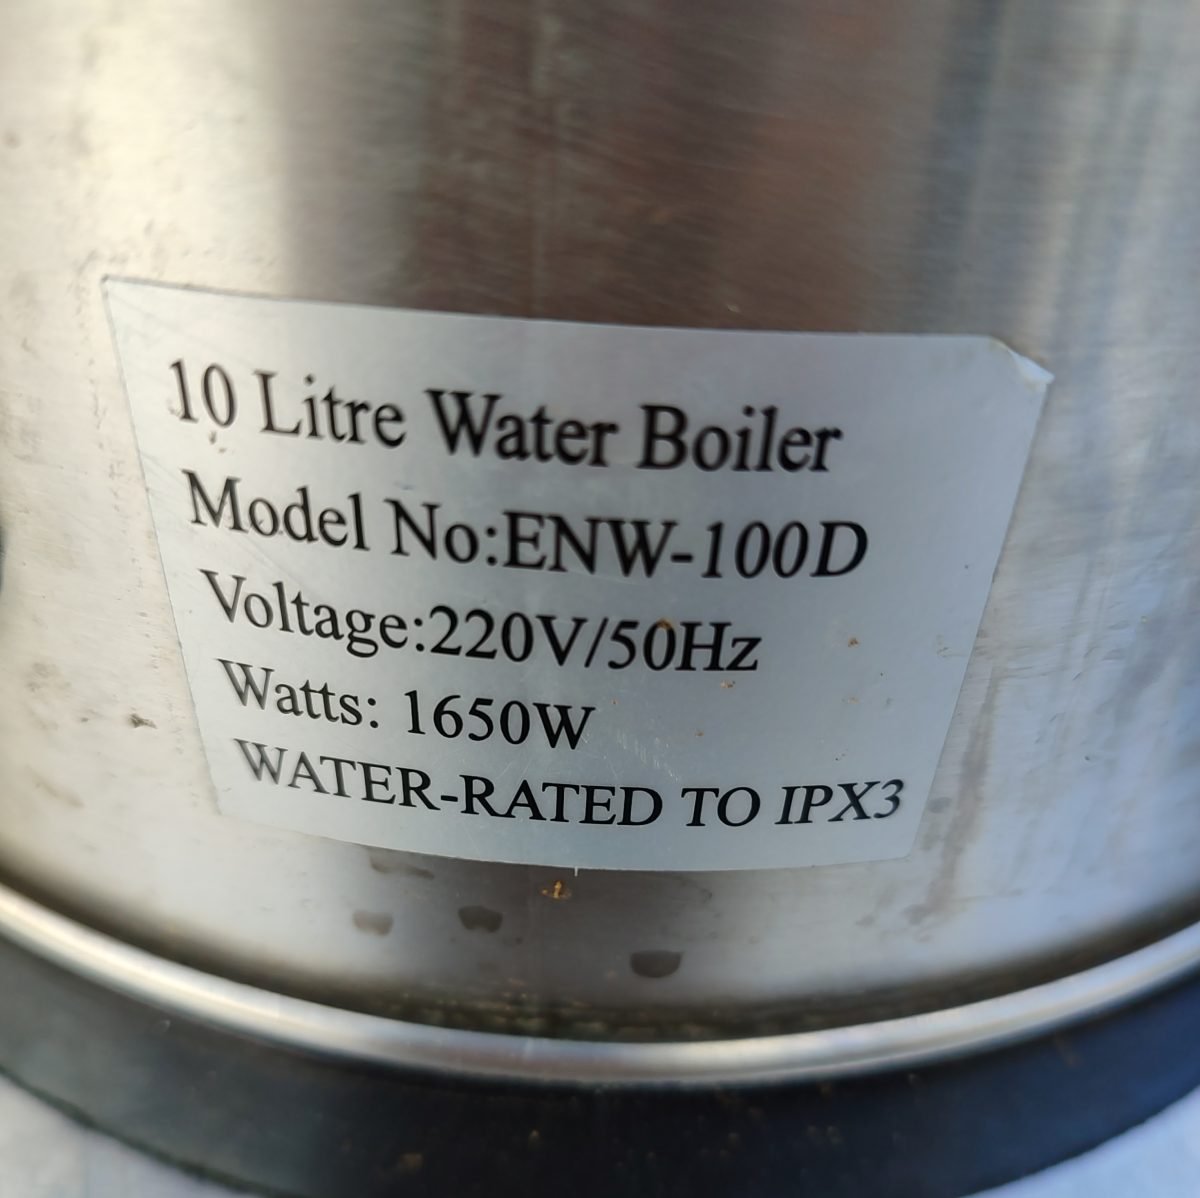 10 Litre Water Boiler
Model No:ENW-100D
Voltage:220V/50Hz
Watts: 1650W
WATER-RATED TO IPX3